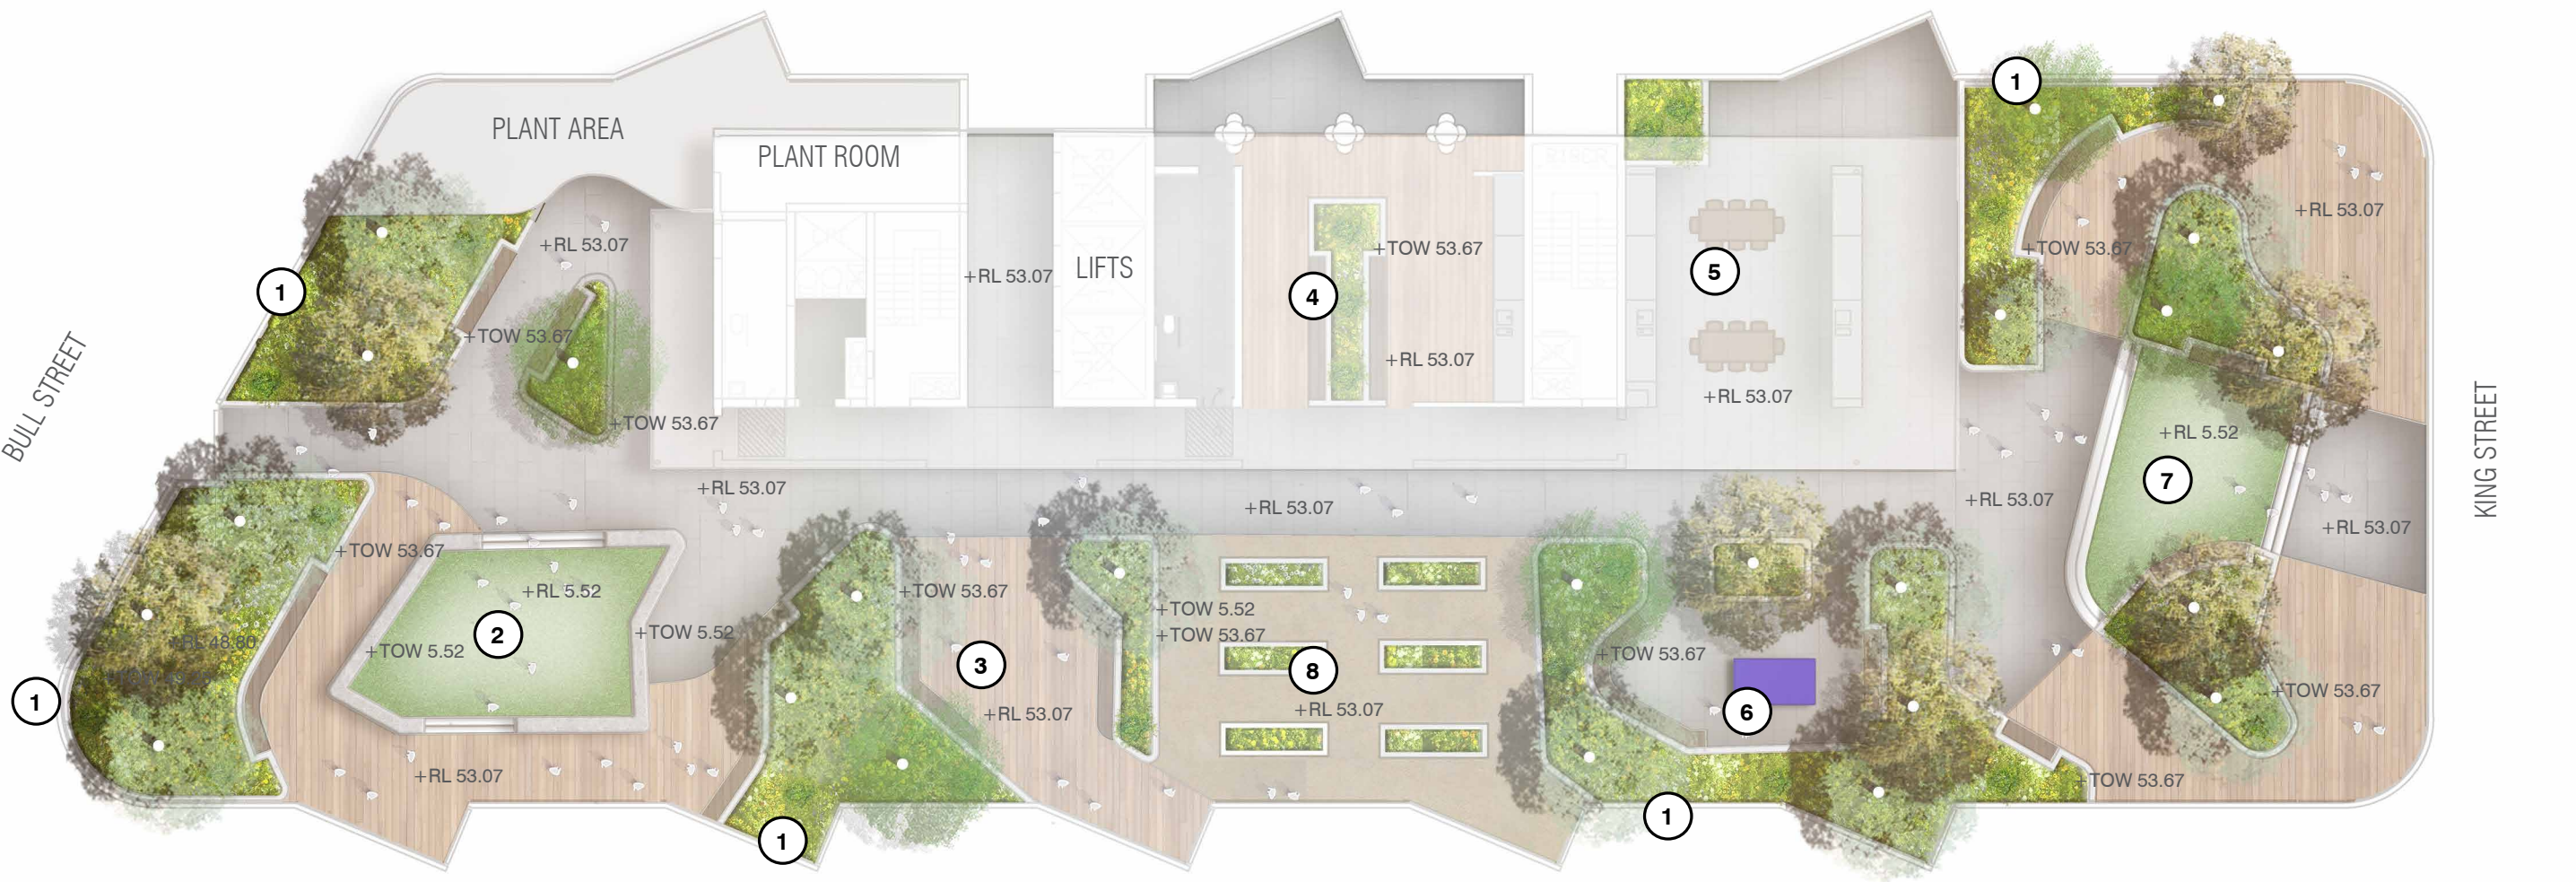 1
PLANT AREA
PLANT ROOM
+RL 53.07
+RL 53.07
+TOW 53.67
+TOW 53.67
LIFTS
5
+RL 53.07
1
4
+TOW 53.67
+RL 53.07
+RL 53.07
BULL STREET
KING STREET
+TOW 53.67
+RL 5.52
7
+RL 53.07
+RL 53.07
+RL 53.07
+RL 53.07
+TOW 53.67
+RL 5.52
2
+TOW 5.52
+TOW 5.52
+TOW 53.67
+TOW 5.52
+TOW 53.67
3
8
+TOW 53.67
+RL 48.80
1
+RL 53.07
+RL 53.07
6
+TOW 53.67
+RL 53.07
+TOW 53.67
1
1